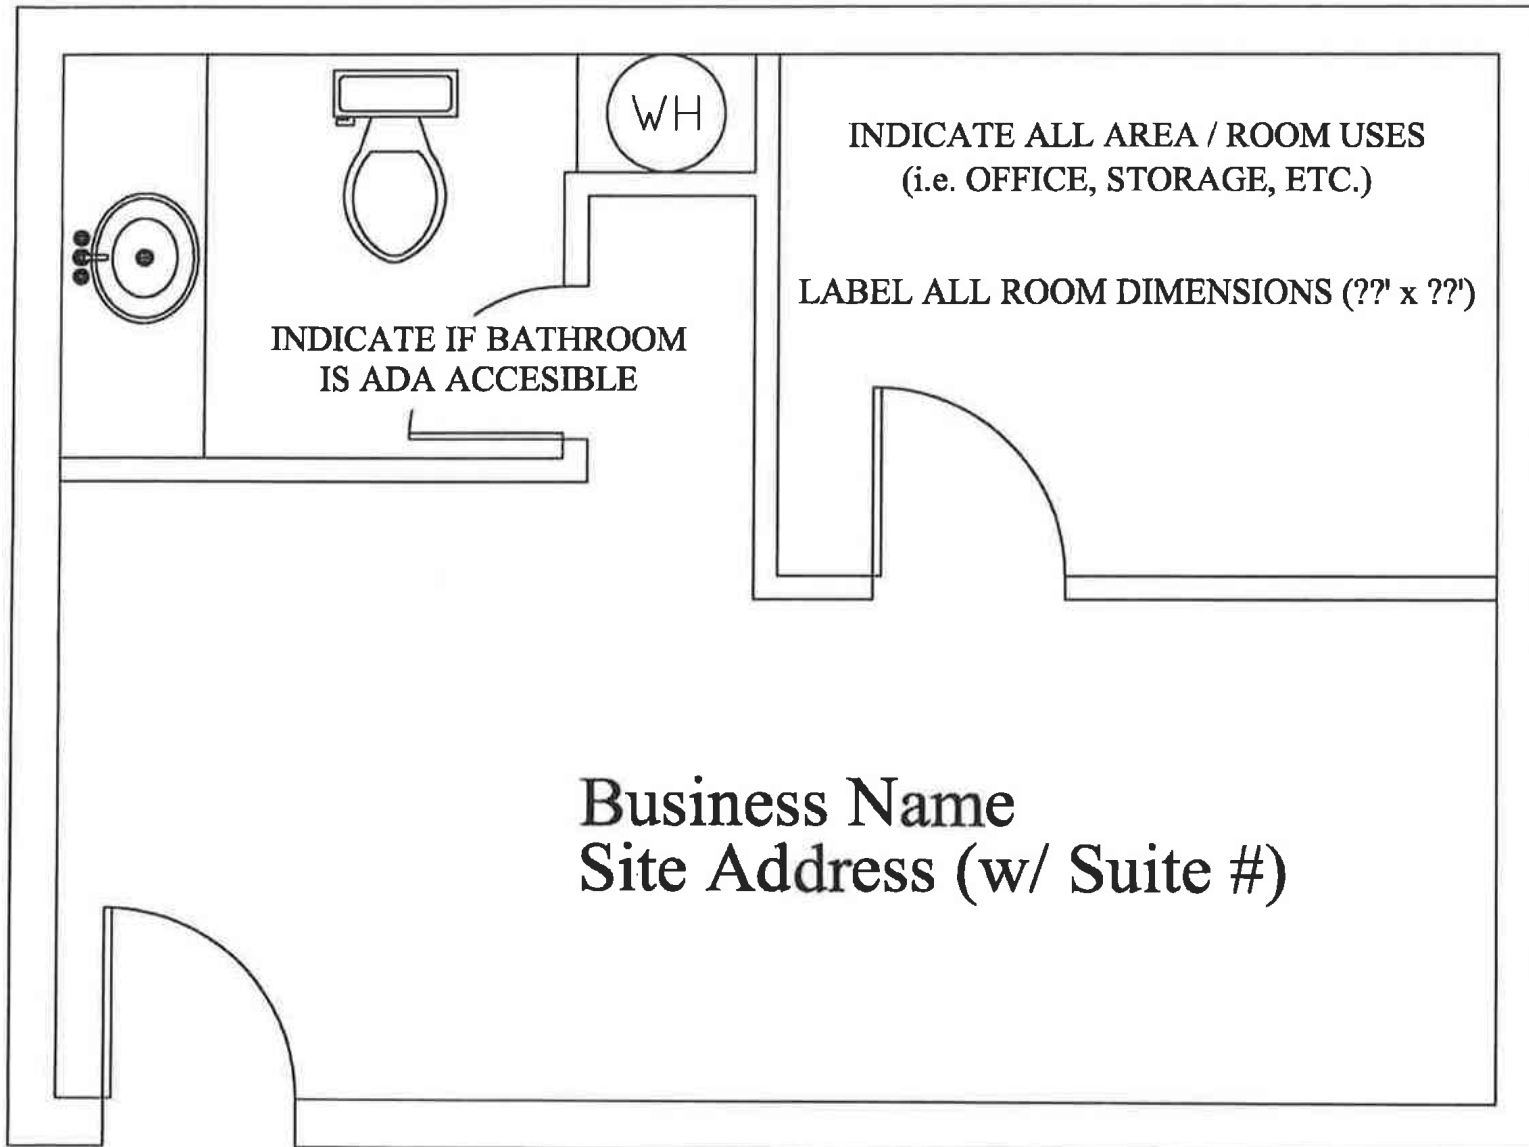 WH
INDICATE ALL AREA / ROOM USES
(i.e. OFFICE, STORAGE, ETC.)
LABEL ALL ROOM DIMENSIONS (??' x ??')
INDICATE IF BATHROOM
IS ADA ACCESIBLE
Business Name
Site Address (w/ Suite #)